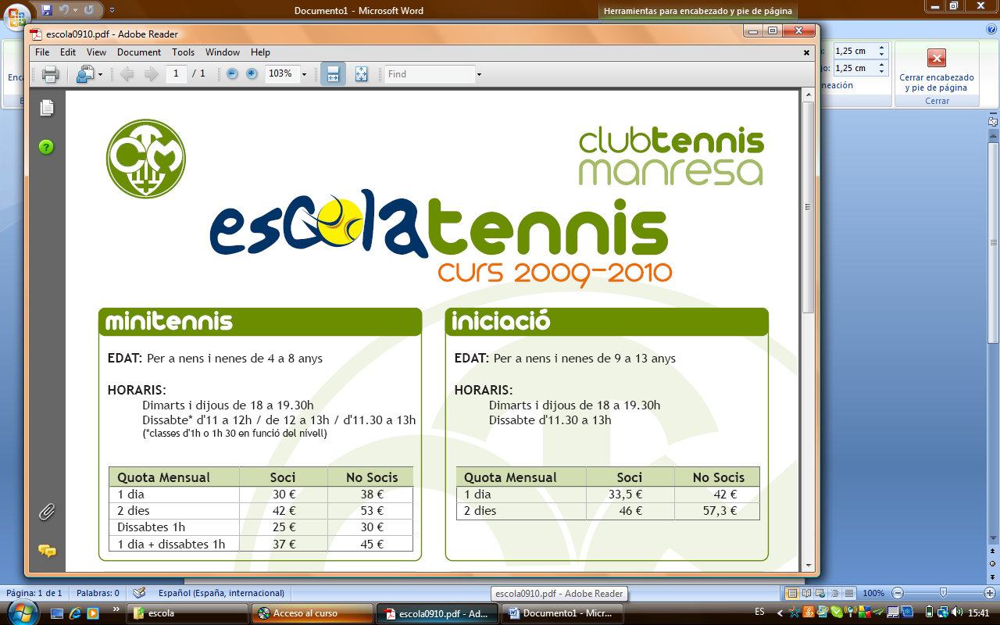 Documento1 - Microsoft Word
Herramientas para encabezado y pie de página
escola0910.pdf - Adobe Reader
File Edit View Document Tools Window Help
1 / 1 103% Find
1,25 cm
1,25 cm
Cerrar encabezado
y pie de página
Cerrar
CTM
clubtennis
manresa
escolatennis
curs 2009-2010
minitennis
EDAT: Per a nens i nenes de 4 a 8 anys
HORARIS:
Dimarts i dijous de 18 a 19.30h
Dissabte* d'11 a 12h / de 12 a 13h / d'11.30 a 13h
(*classes d'1h o 1h 30 en funció del nivell)
Quota Mensual Soci No Socis
1 dia 30 € 38 €
2 dies 42 € 53 €
Dissabtes 1h 25 € 30 €
1 dia + dissabtes 1h 37 € 45 €
iniciació
EDAT: Per a nens i nenes de 9 a 13 anys
HORARIS:
Dimarts i dijous de 18 a 19.30h
Dissabte d'11.30 a 13h
Quota Mensual Soci No Socis
1 dia 33,5 € 42 €
2 dies 46 € 57,3 €
Página: 1 de 1 Palabras: 0 Español (España, internacional)
escola0910.pdf - Adobe Reader
100%
escola
Acceso al curso
escola0910.pdf - Ad...
Documento1 - Micr...
ES
15:41